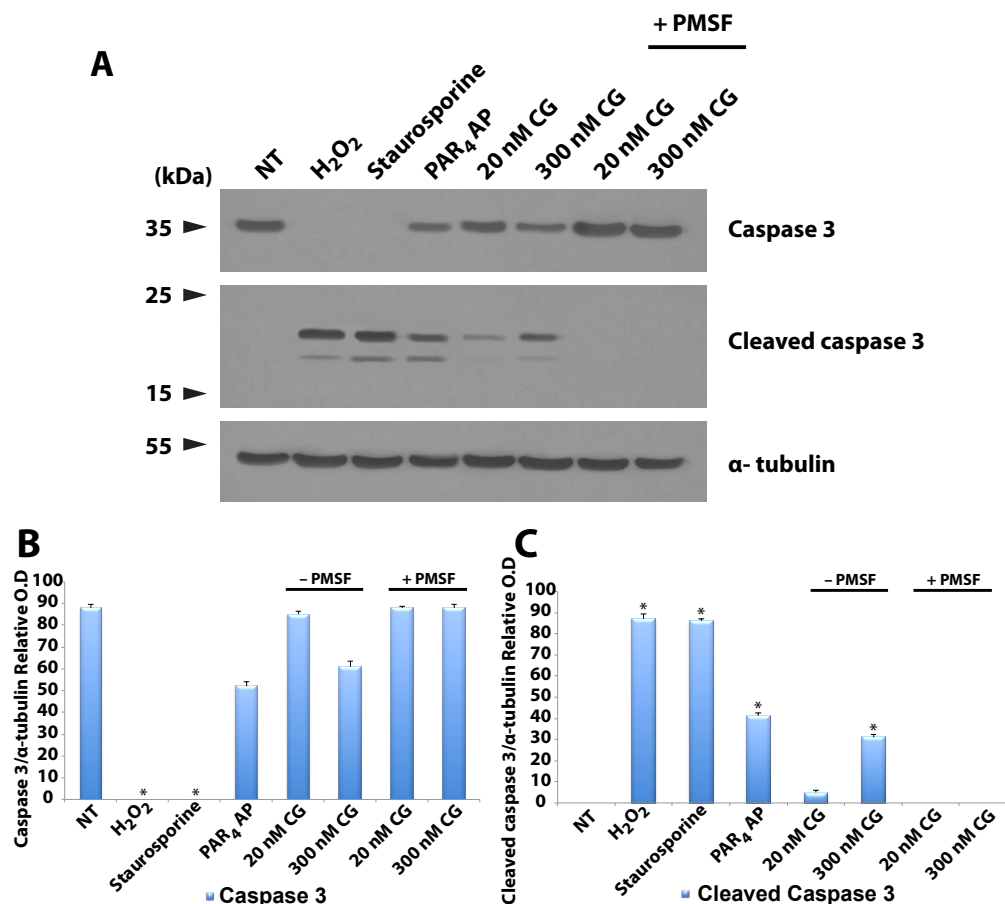 + PMSF
A
NT
H₂O₂
Staurosporine
PAR₄ AP
20 nM CG
300 nM CG
20 nM CG
300 nM CG
(kDa)
35
Caspase 3
25
Cleaved caspase 3
15
55
α- tubulin
B
Caspase 3/α-tubulin Relative O.D
100
90
80
70
60
50
40
30
20
10
0
– PMSF
+ PMSF
*
*
NT
H₂O₂
Staurosporine
PAR₄ AP
20 nM CG
300 nM CG
20 nM CG
300 nM CG
Caspase 3
C
Cleaved caspase 3/α-tubulin Relative O.D
100
90
80
70
60
50
40
30
20
10
0
– PMSF
+ PMSF
*
*
*
*
NT
H₂O₂
Staurosporine
PAR₄ AP
20 nM CG
300 nM CG
20 nM CG
300 nM CG
Cleaved Caspase 3